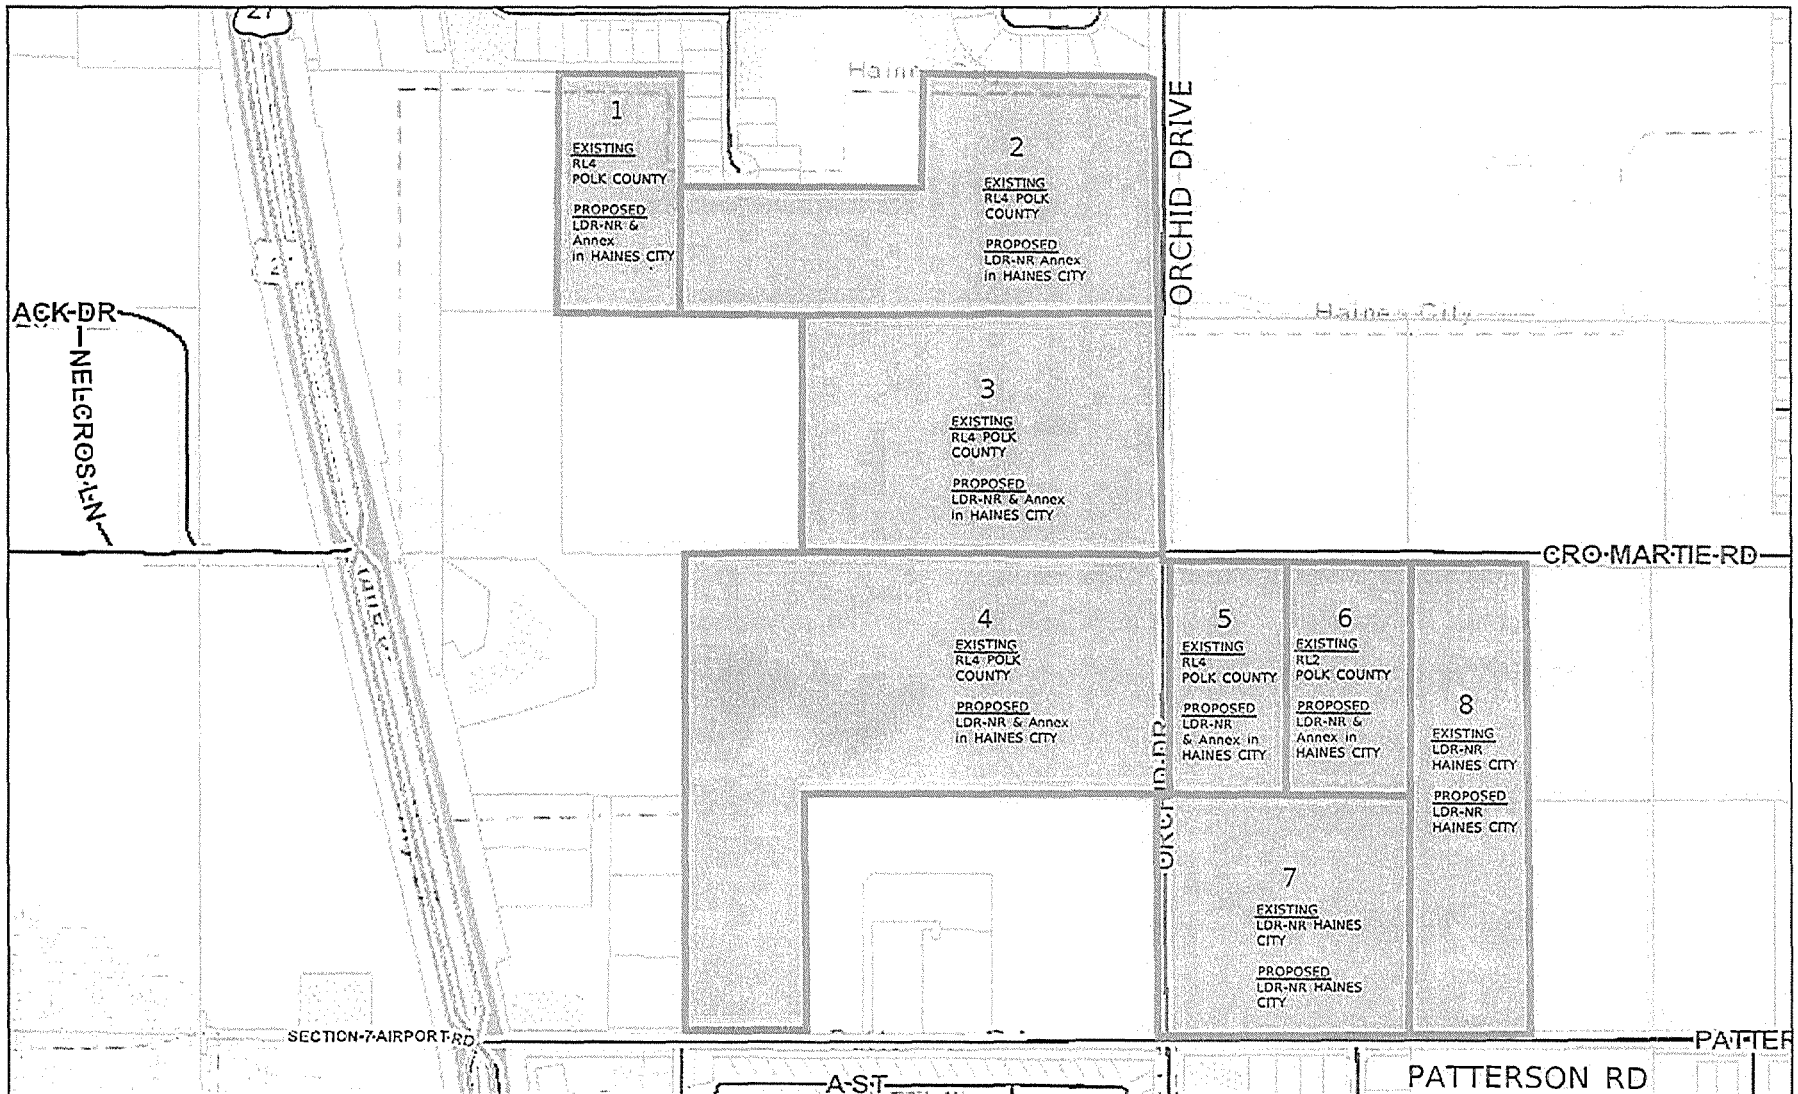 27
ORCHID DRIVE
1
EXISTING
RL4
POLK COUNTY
PROPOSED
LDR-NR &
Annex
in HAINES CITY
2
EXISTING
RL4 POLK
COUNTY
PROPOSED
LDR-NR Annex
in HAINES CITY
ACK-DR
NELCROS-LN
3
EXISTING
RL4 POLK
COUNTY
PROPOSED
LDR-NR & Annex
in HAINES CITY
CRO-MARTIE-RD
4
EXISTING
RL4 POLK
COUNTY
PROPOSED
LDR-NR & Annex
in HAINES CITY
5
EXISTING
RL4
POLK COUNTY
PROPOSED
LDR-NR
& Annex in
HAINES CITY
6
EXISTING
RL2
POLK COUNTY
PROPOSED
LDR-NR &
Annex in
HAINES CITY
8
EXISTING
LDR-NR
HAINES CITY
PROPOSED
LDR-NR
HAINES CITY
7
EXISTING
LDR-NR HAINES
CITY
PROPOSED
LDR-NR HAINES
CITY
SECTION-7-AIRPORT-RD
PATTER
A-ST
PATTERSON RD